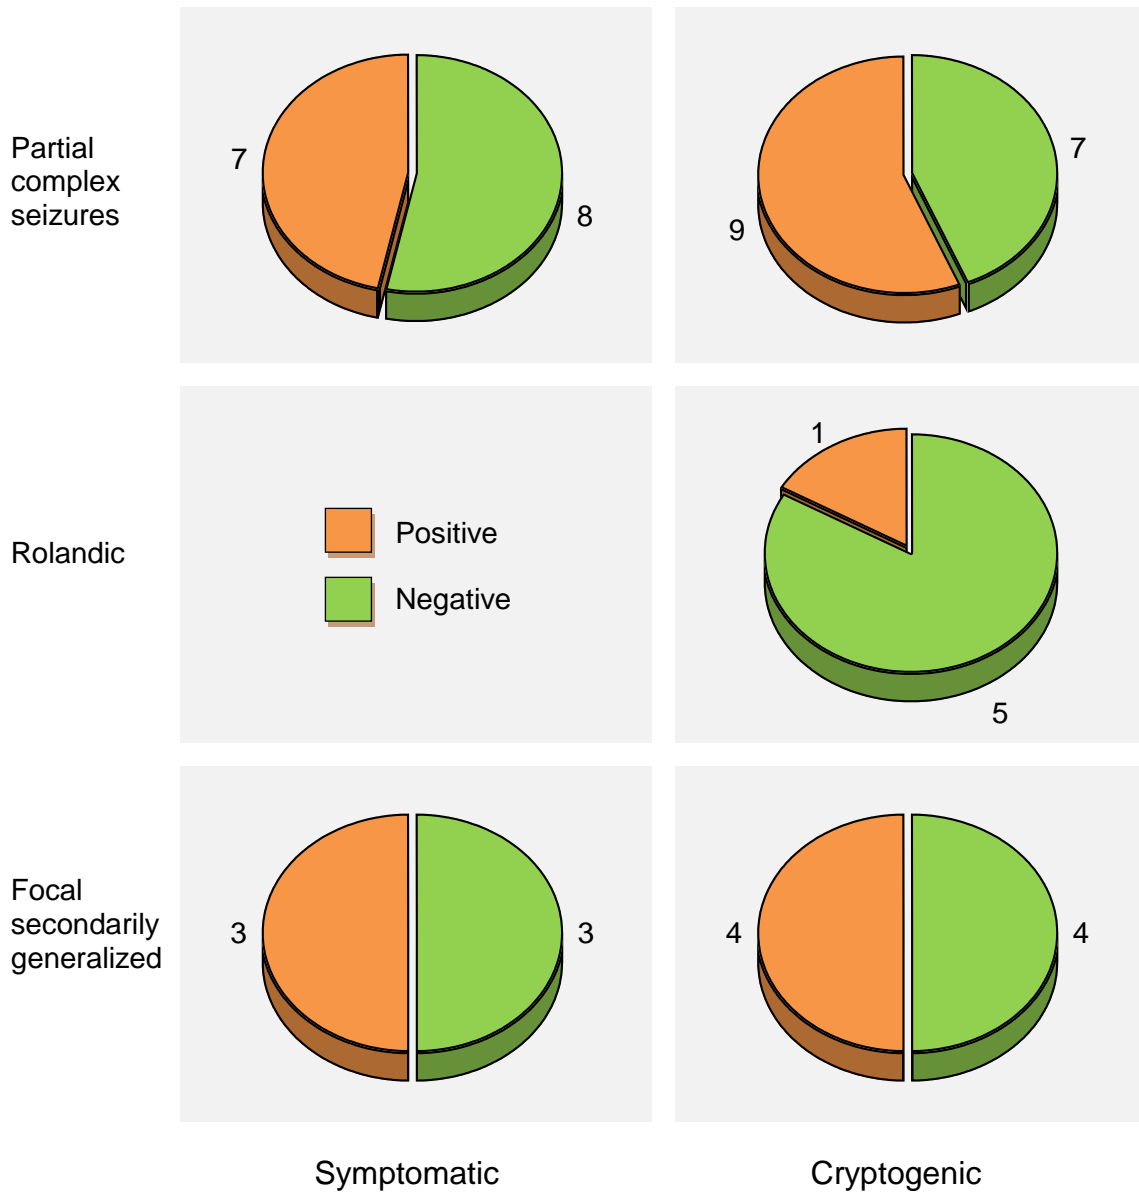 Partial
complex
seizures
7
8
9
7
Rolandic
Positive
Negative
1
5
Focal
secondarily
generalized
3
3
4
4
Symptomatic
Cryptogenic